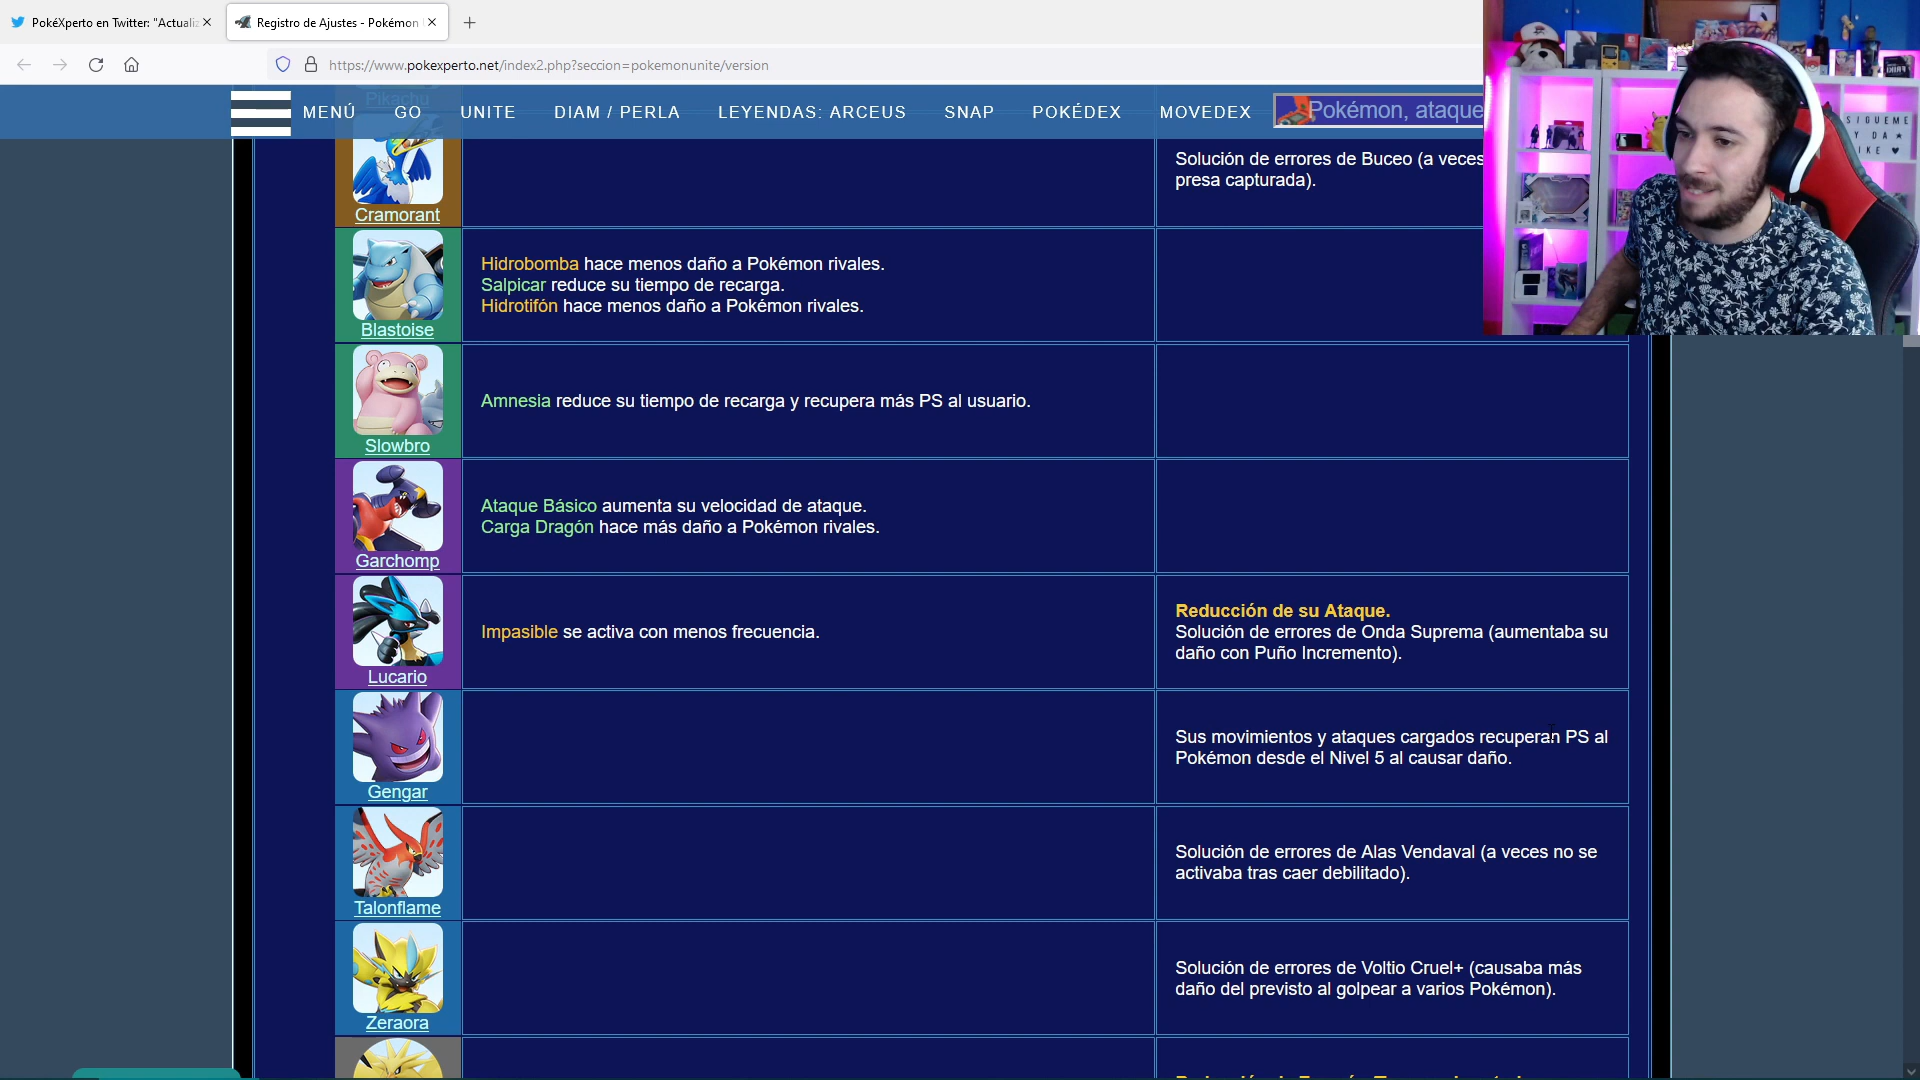 PokéXperto en Twitter: "Actualiz
Registro de Ajustes - Pokémon
https://www.pokexperto.net/index2.php?seccion=pokemonunite/version
Pikachu
MENÚ GO UNITE DIAM / PERLA LEYENDAS: ARCEUS SNAP POKÉDEX MOVEDEX Pokémon, ataque
SIGUEME
Y DA ★
IKE ♥
Cramorant
Solución de errores de Buceo (a veces
presa capturada).
Blastoise
Hidrobomba hace menos daño a Pokémon rivales.
Salpicar reduce su tiempo de recarga.
Hidrotifón hace menos daño a Pokémon rivales.
Slowbro
Amnesia reduce su tiempo de recarga y recupera más PS al usuario.
Garchomp
Ataque Básico aumenta su velocidad de ataque.
Carga Dragón hace más daño a Pokémon rivales.
Lucario
Impasible se activa con menos frecuencia.
Reducción de su Ataque.
Solución de errores de Onda Suprema (aumentaba su
daño con Puño Incremento).
Gengar
Sus movimientos y ataques cargados recuperan PS al
Pokémon desde el Nivel 5 al causar daño.
Talonflame
Solución de errores de Alas Vendaval (a veces no se
activaba tras caer debilitado).
Zeraora
Solución de errores de Voltio Cruel+ (causaba más
daño del previsto al golpear a varios Pokémon).